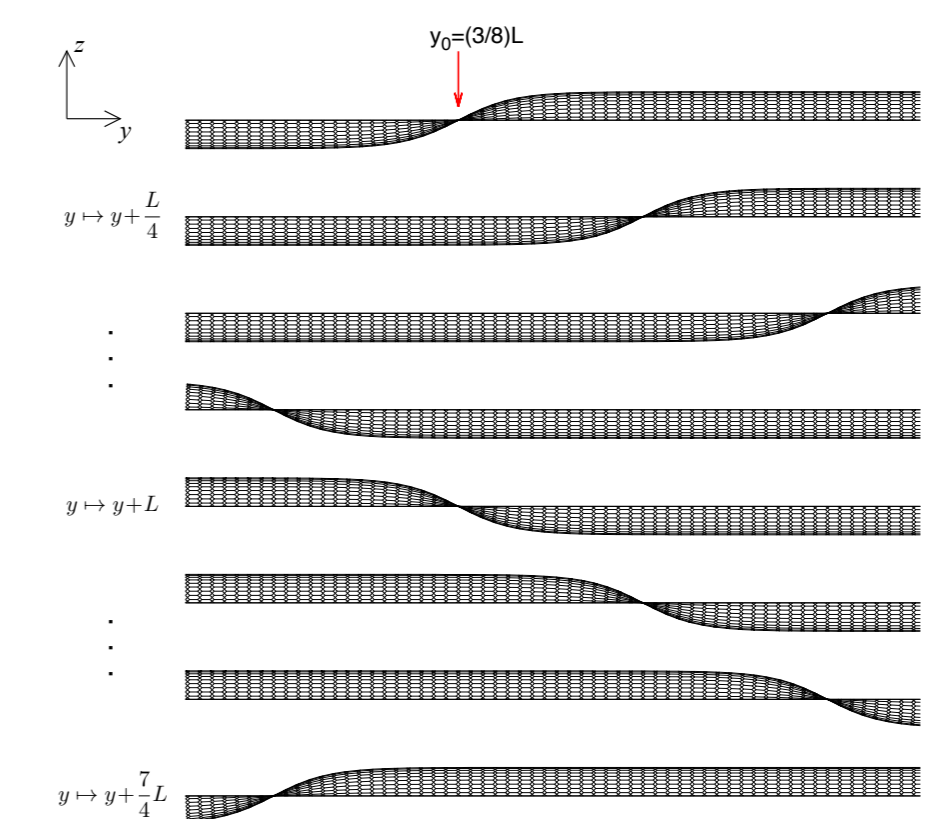 y₀=(3/8)L
z
y
y ↦ y + L/4
.
.
.
y ↦ y+L
.
.
.
y ↦ y + 7/4 L